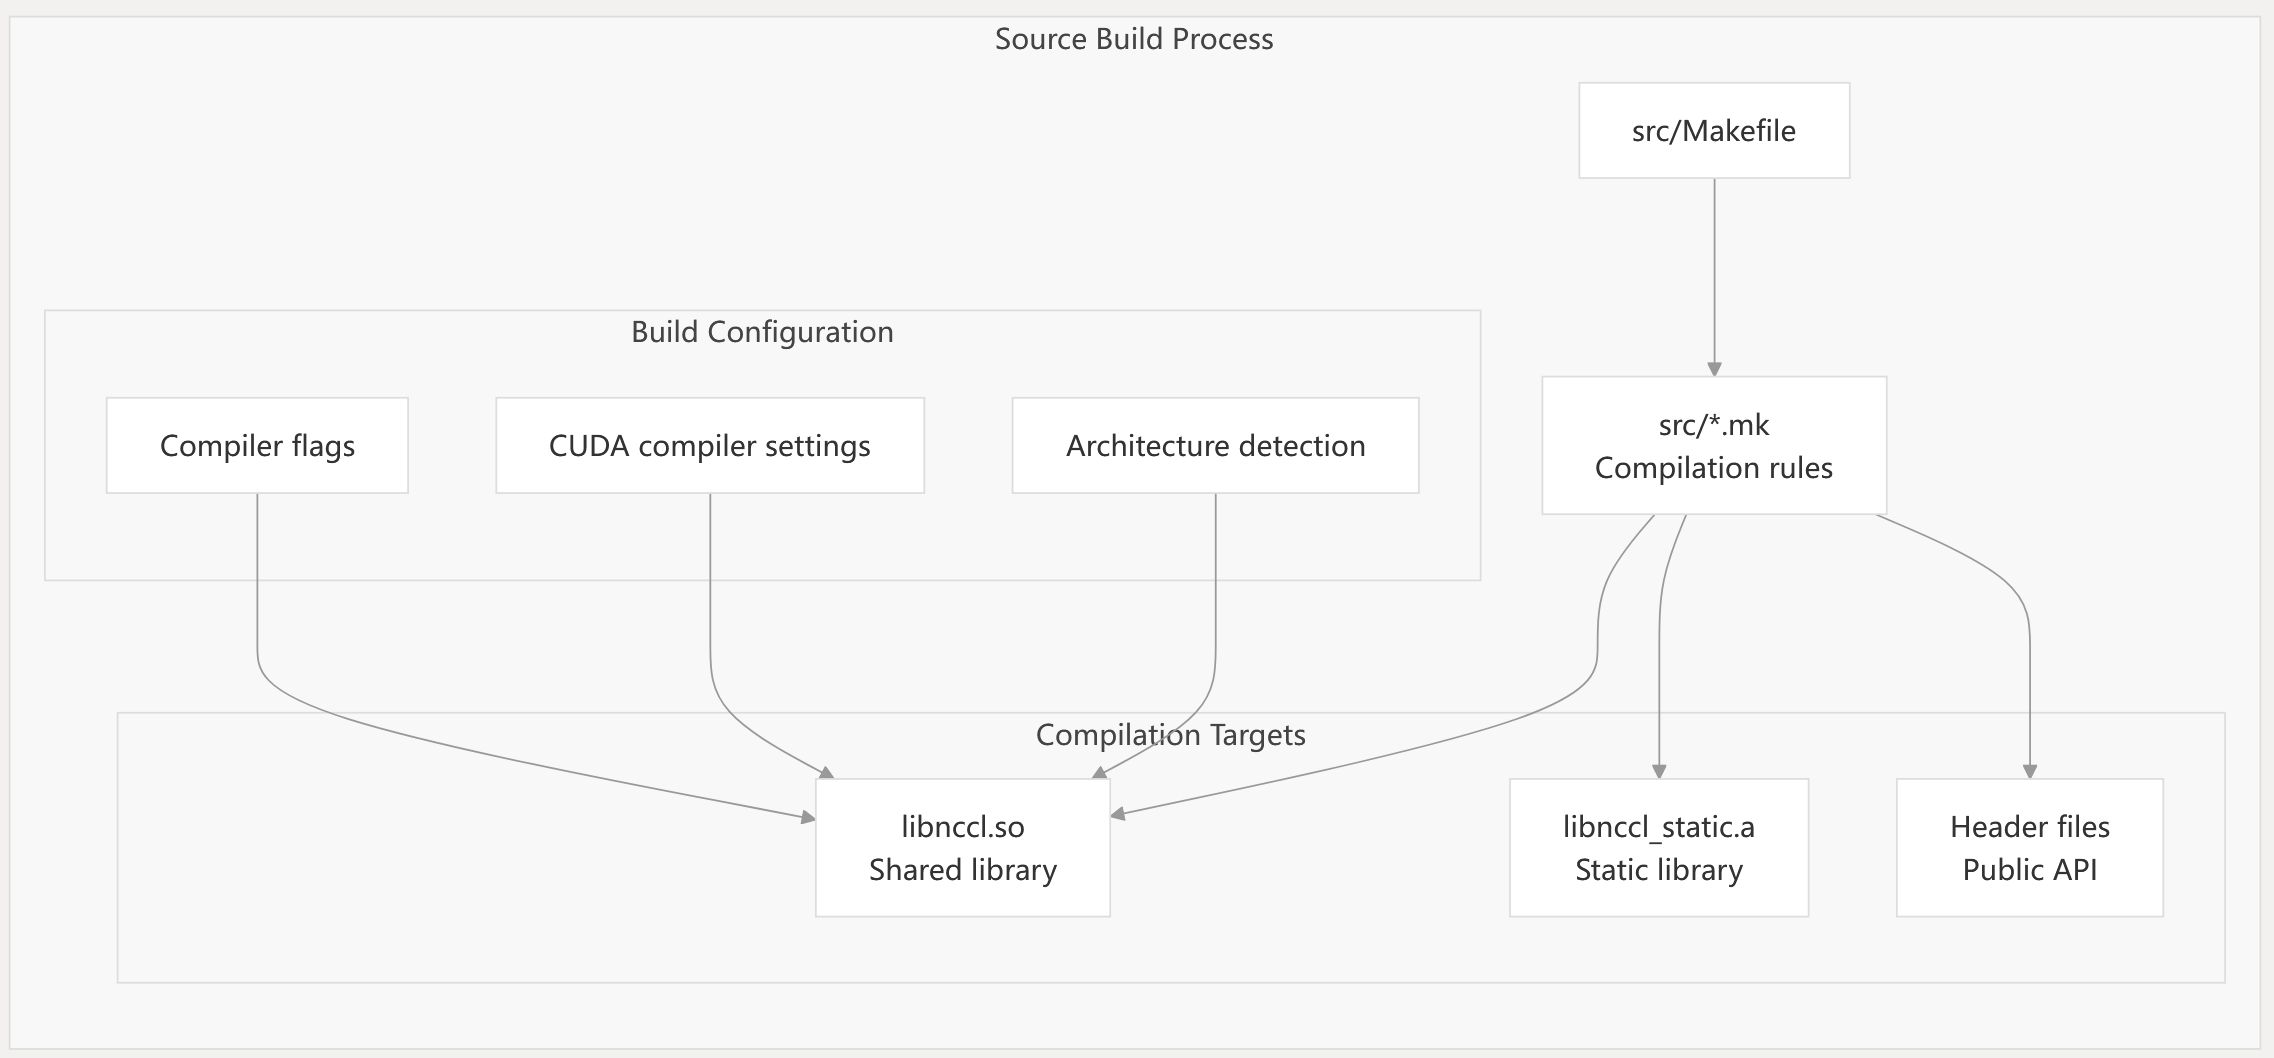 Source Build Process
src/Makefile
Build Configuration
Compiler flags
CUDA compiler settings
Architecture detection
src/*.mk
Compilation rules
Compilation Targets
libnccl.so
Shared library
libnccl_static.a
Static library
Header files
Public API